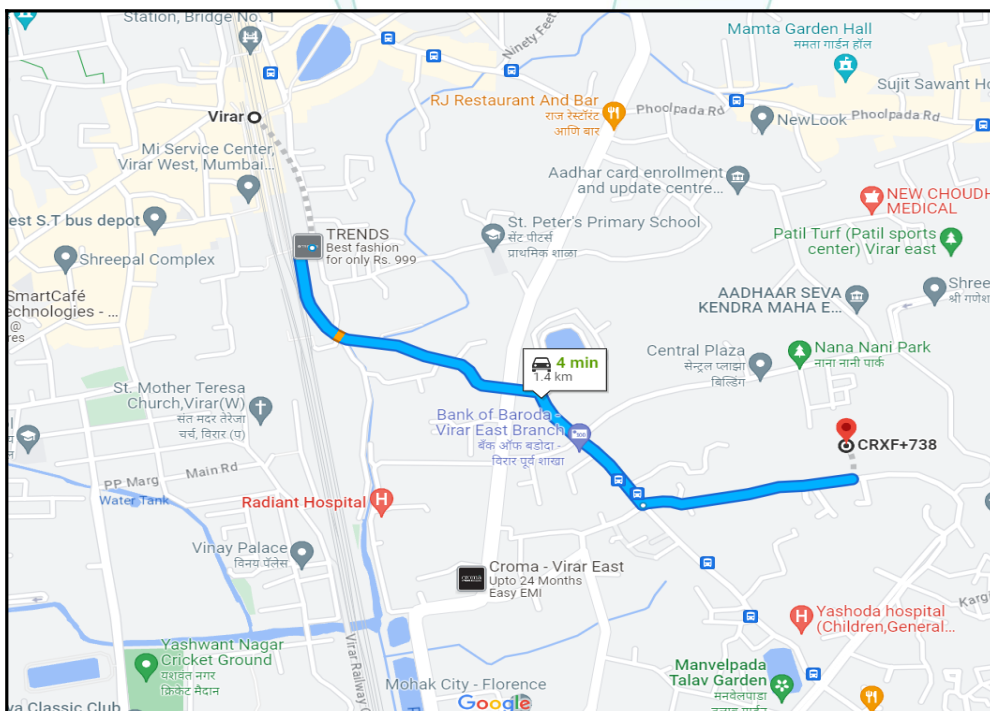 Station, Bridge No. 1
Ninety Feet
Mamta Garden Hall
ममता गार्डन हॉल
Sujit Sawant Ho
RJ Restaurant And Bar
राज रेस्टॉरंट
आणि बार
Phoolpada Rd
NewLook
Phoolpada Rd
Virar
Mi Service Center,
Virar West, Mumbai...
Aadhar card enrollment
and update centre...
NEW CHOUDH
MEDICAL
est S.T bus depot
St. Peter's Primary School
सेंट पीटर्स
प्राथमिक शाळा
Patil Turf (Patil sports
center) Virar east
TRENDS
Best fashion
for only Rs. 999
Shreepal Complex
SmartCafé
echnologies - ...
@
res
AADHAAR SEVA
KENDRA MAHA E...
Shree
श्री गणेश
Central Plaza
सेन्ट्रल प्लाझा
बिल्डिंग
Nana Nani Park
नाना नानी पार्क
4 min
1.4 km
St. Mother Teresa
Church,Virar(W)
संत मदर तेरेजा
चर्च, विरार (प)
Bank of Baroda -
Virar East Branch
बँक ऑफ बडोदा -
विरार पूर्व शाखा
CRXF+738
Main Rd
PP Marg
Water Tank
Radiant Hospital
Vinay Palace
विनय पॅलेस
Croma - Virar East
Upto 24 Months
Easy EMI
Kargi
Yashoda hospital
(Children,General...
Yashwant Nagar
Cricket Ground
यशवंत नगर
क्रिकेट मैदान
Virar Railway
Manvelpada
Talav Garden
मनवेलपाडा
Mohak City - Florence
Google
va Classic Club